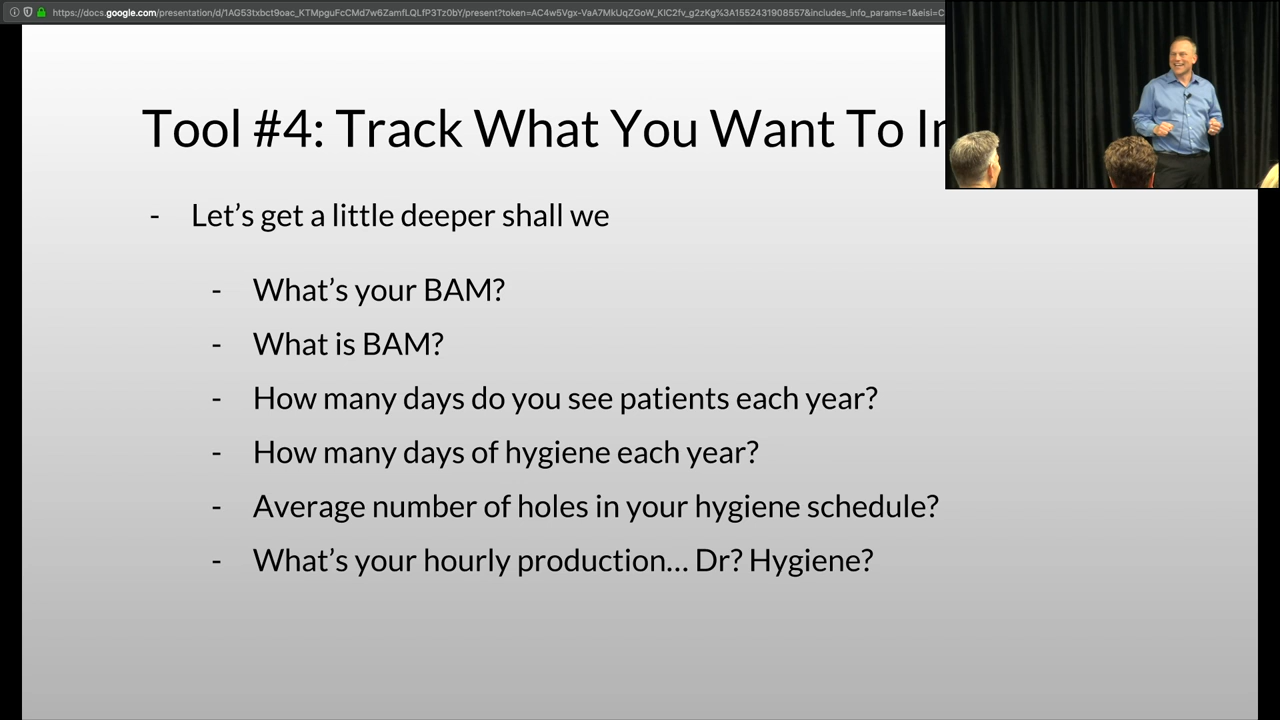 https://docs.google.com/presentation/d/1AG53txbct9oac_KTMpguFcCMd7w6ZamfLQLfP3Tz0bY/present?token=AC4w5Vgx-VaA7MkUqZGoW_KIC2fv_g2zKg%3A1552431908557&includes_info_params=1&eisi=C
Tool #4: Track What You Want To
- Let’s get a little deeper shall we
- What’s your BAM?
- What is BAM?
- How many days do you see patients each year?
- How many days of hygiene each year?
- Average number of holes in your hygiene schedule?
- What’s your hourly production... Dr? Hygiene?